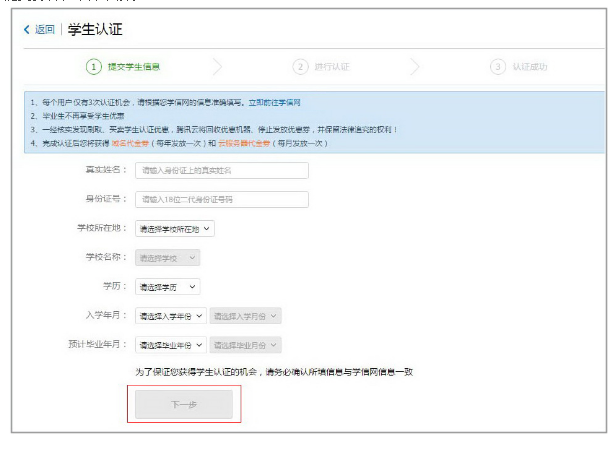 返回 | 学生认证
1 提交学生信息
2 进行认证
3 认证成功
1、每个用户仅有3次认证机会，请根据您学信网的信息准确填写。立即前往学信网
2、毕业生不再享受学生优惠
3、一经核实发现刷取、买卖学生认证优惠，腾讯云将回收优惠机器、停止发放优惠券，并保留法律追究的权利！
4、完成认证后您将获得 域名代金券（每年发放一次）和 云服务器代金券（每月发放一次）
真实姓名： 请输入身份证上的真实姓名
身份证号： 请输入18位二代身份证号码
学校所在地： 请选择学校所在地
学校名称： 请选择学校
学历： 请选择学历
入学年月： 请选择入学年份 请选择入学月份
预计毕业年月： 请选择毕业年份 请选择毕业月份
为了保证您获得学生认证的机会，请务必确认所填信息与学信网信息一致
下一步